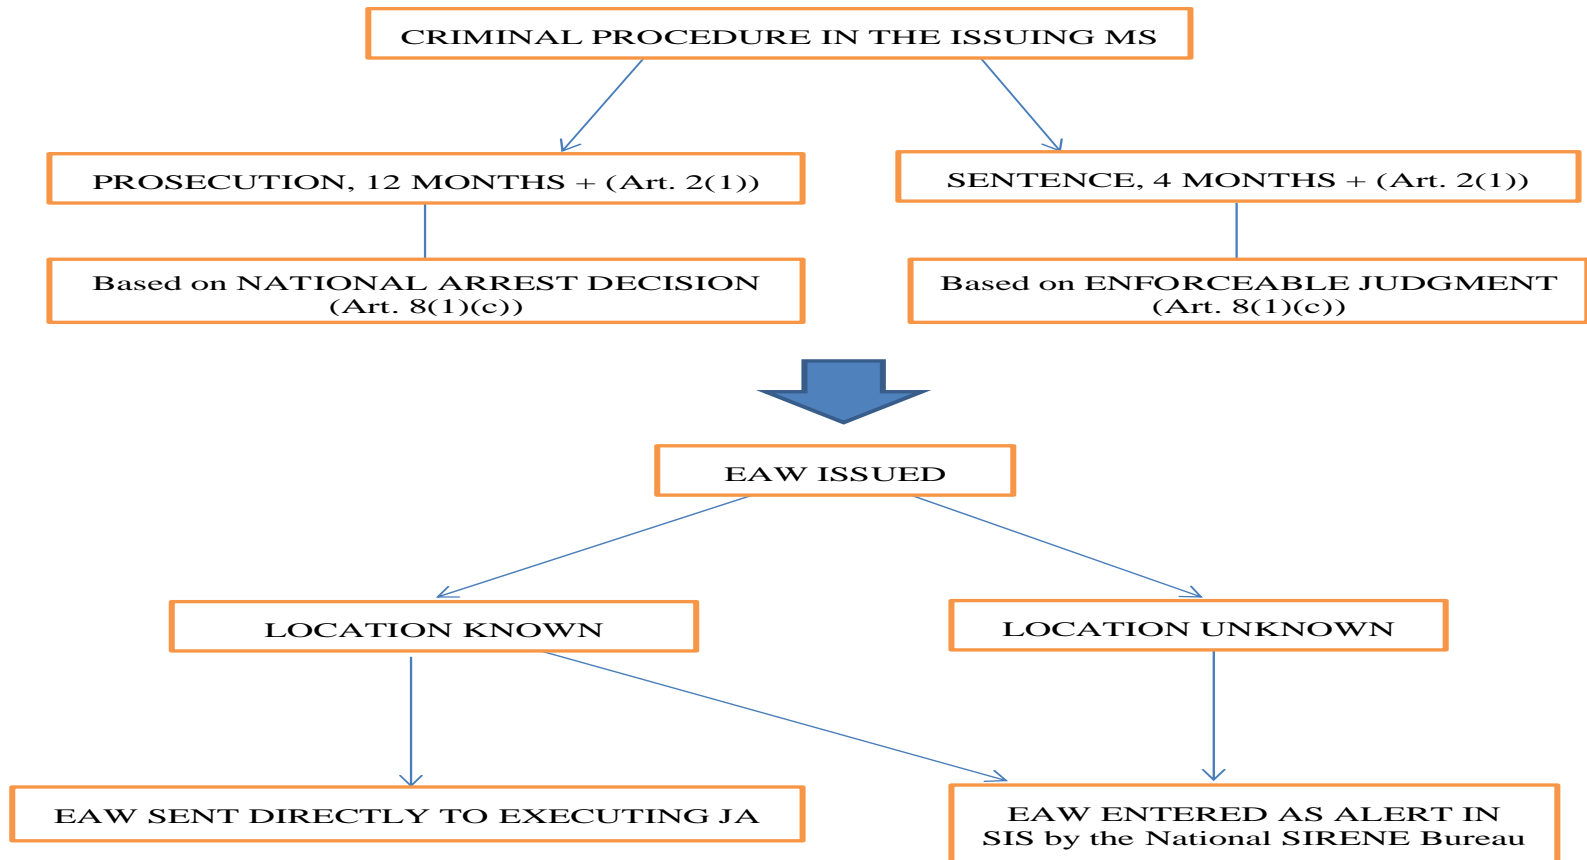 CRIMINAL PROCEDURE IN THE ISSUING MS
PROSECUTION, 12 MONTHS + (Art. 2(1))
SENTENCE, 4 MONTHS + (Art. 2(1))
Based on NATIONAL ARREST DECISION
(Art. 8(1)(c))
Based on ENFORCEABLE JUDGMENT
(Art. 8(1)(c))
EAW ISSUED
LOCATION KNOWN
LOCATION UNKNOWN
EAW SENT DIRECTLY TO EXECUTING JA
EAW ENTERED AS ALERT IN
SIS by the National SIRENE Bureau